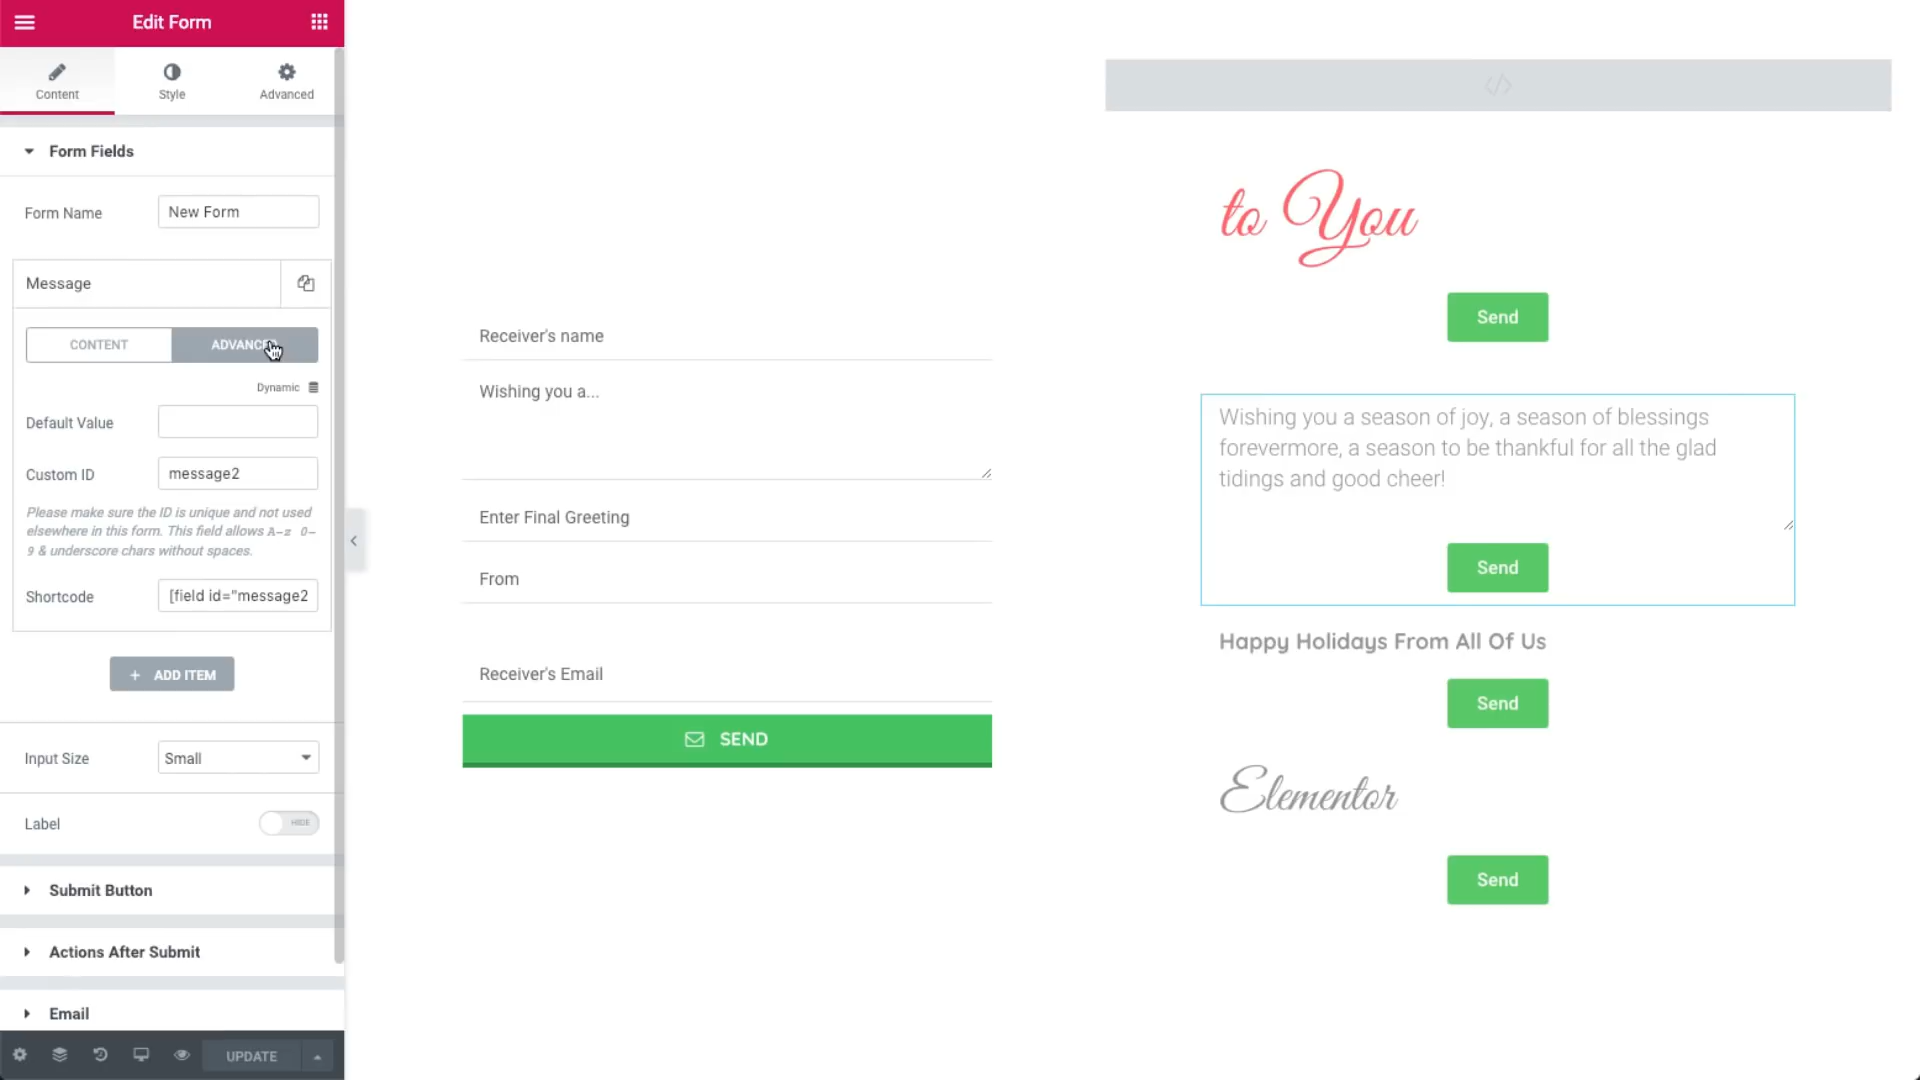 Edit Form
Content
Style
Advanced
Form Fields
Form Name
New Form
Message
CONTENT
ADVANCED
Dynamic
Default Value
Custom ID
message2
Please make sure the ID is unique and not used
elsewhere in this form. This field allows A-z 0-
9 & underscore chars without spaces.
Shortcode
[field id="message2
+ ADD ITEM
Input Size
Small
Label
HIDE
Submit Button
Actions After Submit
Email
UPDATE
Receiver's name
Wishing you a...
Enter Final Greeting
From
Receiver's Email
SEND
</>
to You
Send
Wishing you a season of joy, a season of blessings
forevermore, a season to be thankful for all the glad
tidings and good cheer!
Send
Happy Holidays From All Of Us
Send
Elementor
Send